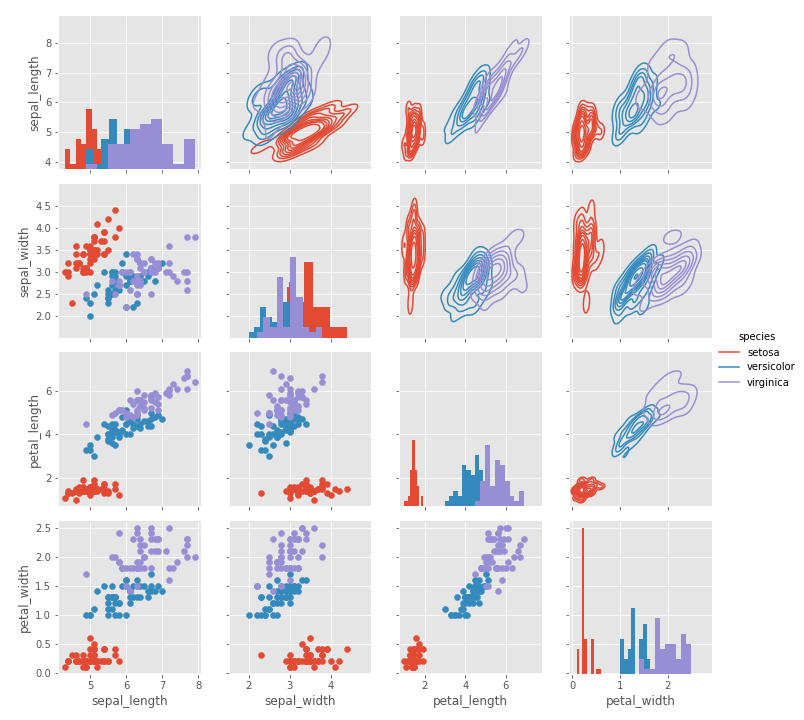 8
7
6
5
4
sepal_length
4.5
4.0
3.5
3.0
2.5
2.0
sepal_width
species
setosa
versicolor
virginica
6
4
2
petal_length
2.5
2.0
1.5
1.0
0.5
0.0
petal_width
5 6 7 8
2 3 4
2 4 6
0 1 2
sepal_length sepal_width petal_length petal_width